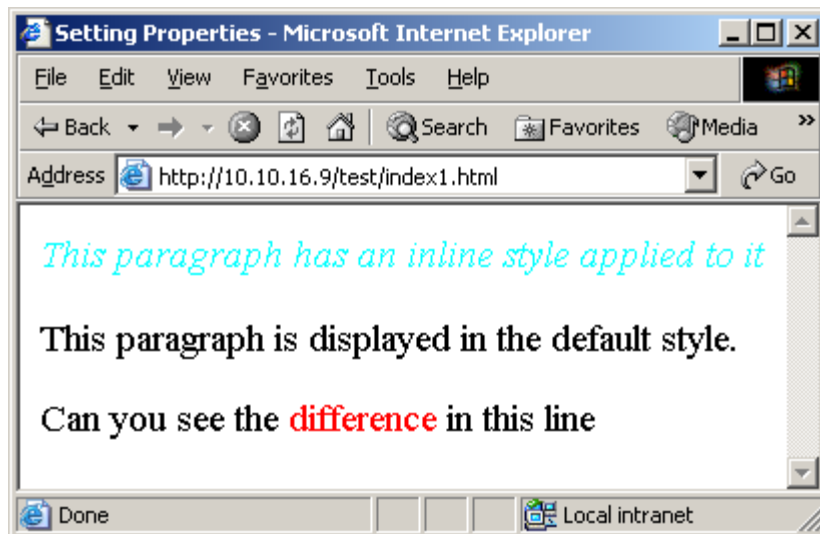 Setting Properties - Microsoft Internet Explorer
File Edit View Favorites Tools Help
Back Search Favorites Media »
Address http://10.10.16.9/test/index1.html Go
This paragraph has an inline style applied to it
This paragraph is displayed in the default style.
Can you see the difference in this line
Done Local intranet